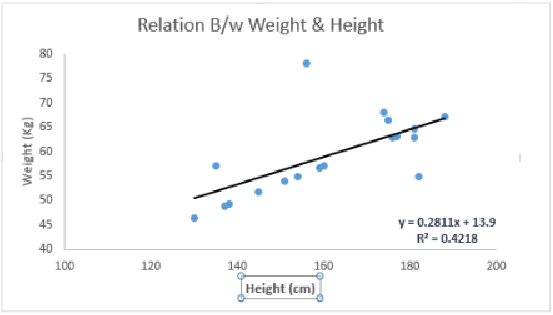 Relation B/w Weight & Height
80
75
70
65
60
55
50
45
40
Weight (Kg)
y = 0.2811x + 13.9
R² = 0.4218
100 120 140 160 180 200
Height (cm)